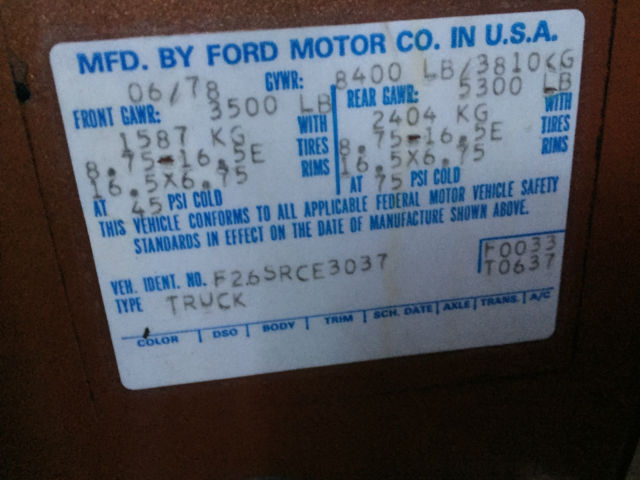 MFD. BY FORD MOTOR CO. IN U.S.A.
06/78 GVWR: 8400 LB/3810KG
FRONT GAWR: 3500 LB REAR GAWR: 5300 LB
1587 KG WITH 2404 KG WITH
8.75-16.5E TIRES 8.75-16.5E TIRES
16.5X6.75 RIMS 16.5X6.75 RIMS
AT 45 PSI COLD AT 75 PSI COLD
THIS VEHICLE CONFORMS TO ALL APPLICABLE FEDERAL MOTOR VEHICLE SAFETY
STANDARDS IN EFFECT ON THE DATE OF MANUFACTURE SHOWN ABOVE.
VEH. IDENT. NO. F26SRCE3037 F0033
TYPE TRUCK T0637
COLOR DSO BODY TRIM SCH. DATE AXLE TRANS. A/C